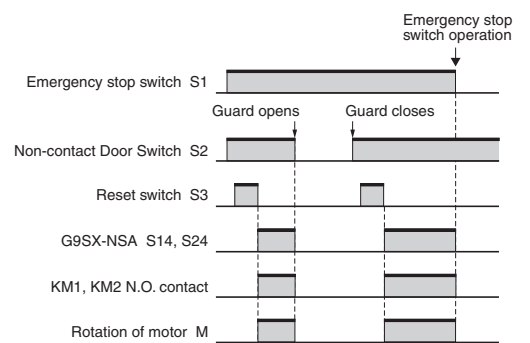 Emergency stop
switch operation
Emergency stop switch S1
Guard opens
Guard closes
Non-contact Door Switch S2
Reset switch S3
G9SX-NSA S14, S24
KM1, KM2 N.O. contact
Rotation of motor M